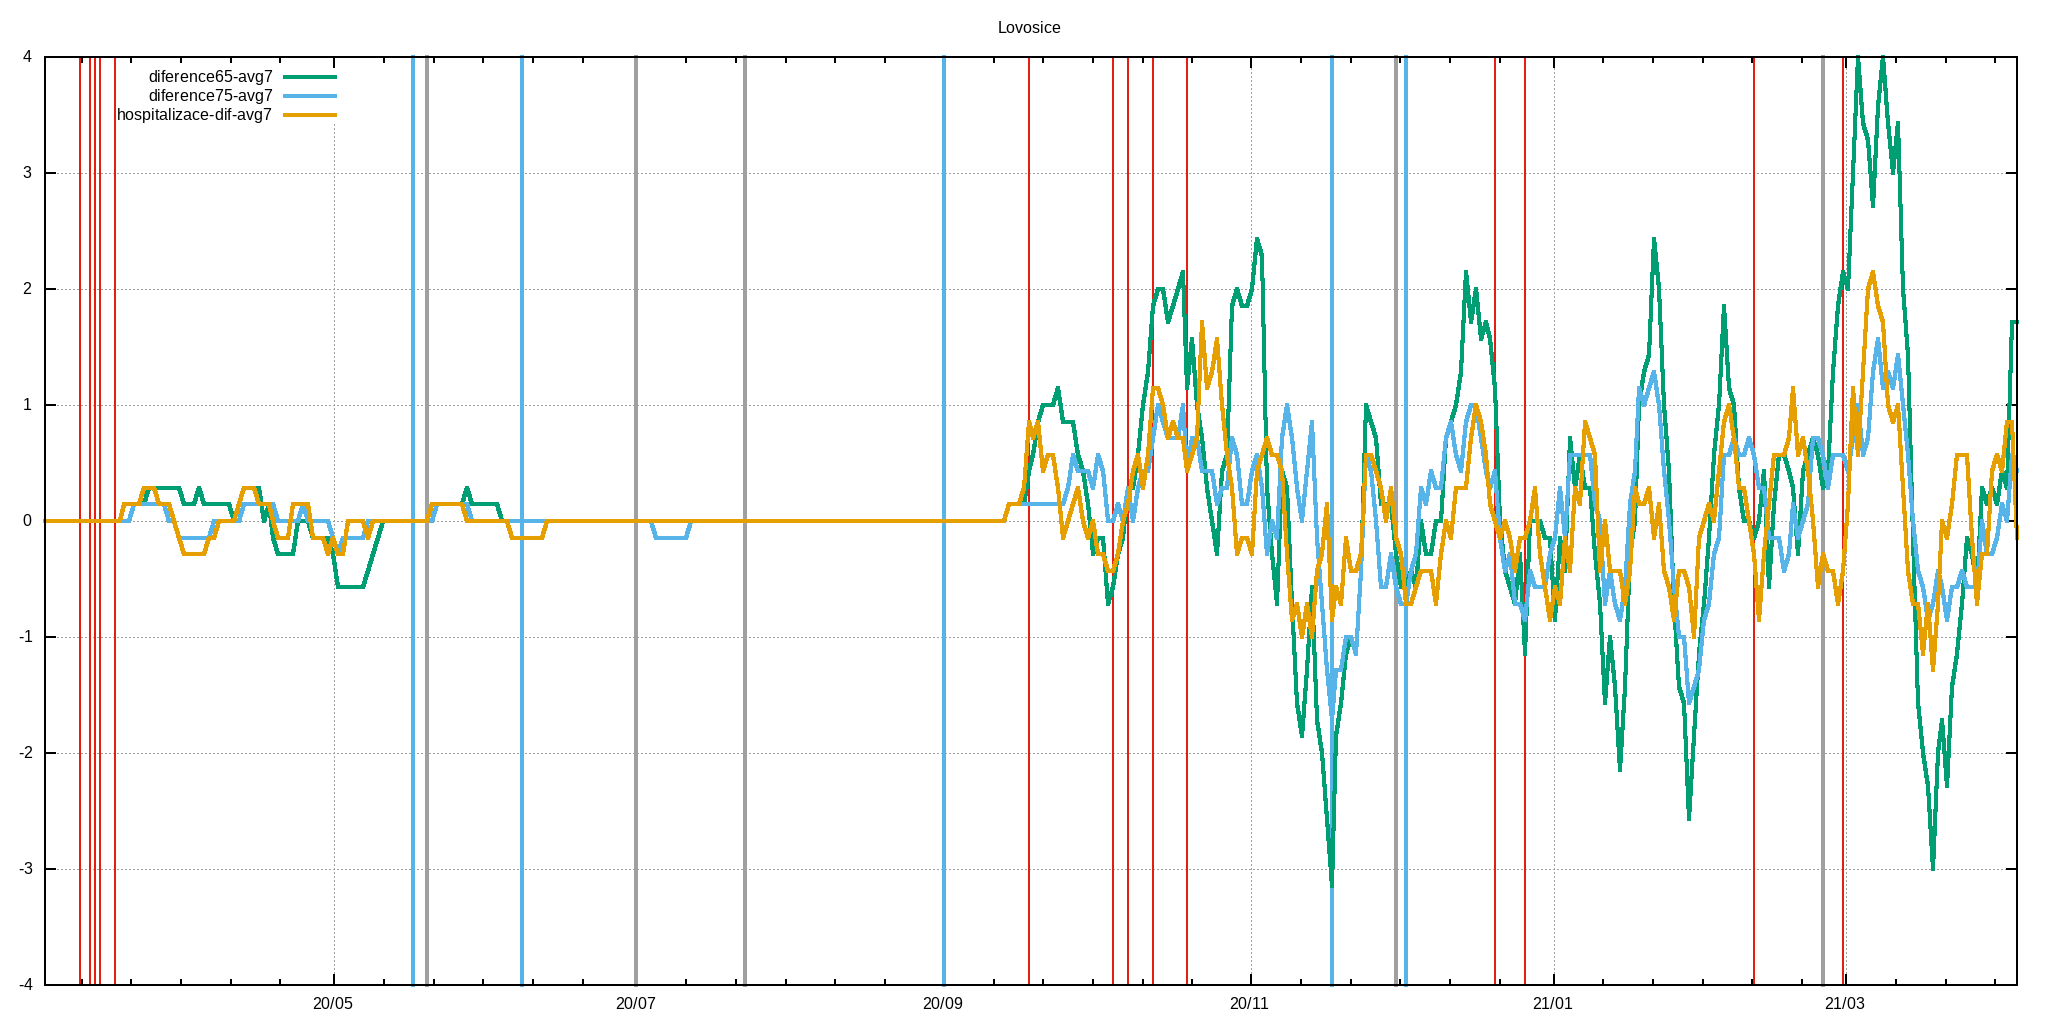 Lovosice
diference65-avg7
diference75-avg7
hospitalizace-dif-avg7
4
3
2
1
0
-1
-2
-3
-4
20/05 20/07 20/09 20/11 21/01 21/03